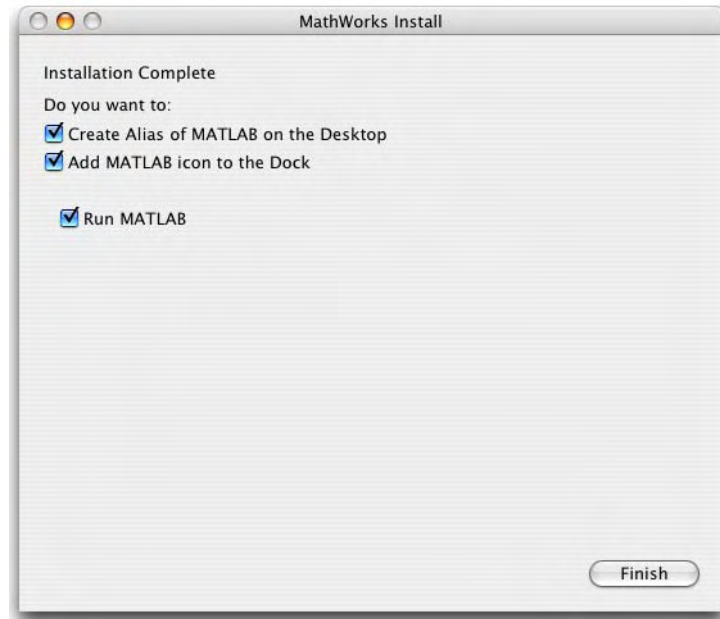 MathWorks Install
Installation Complete
Do you want to:
Create Alias of MATLAB on the Desktop
Add MATLAB icon to the Dock
Run MATLAB
Finish